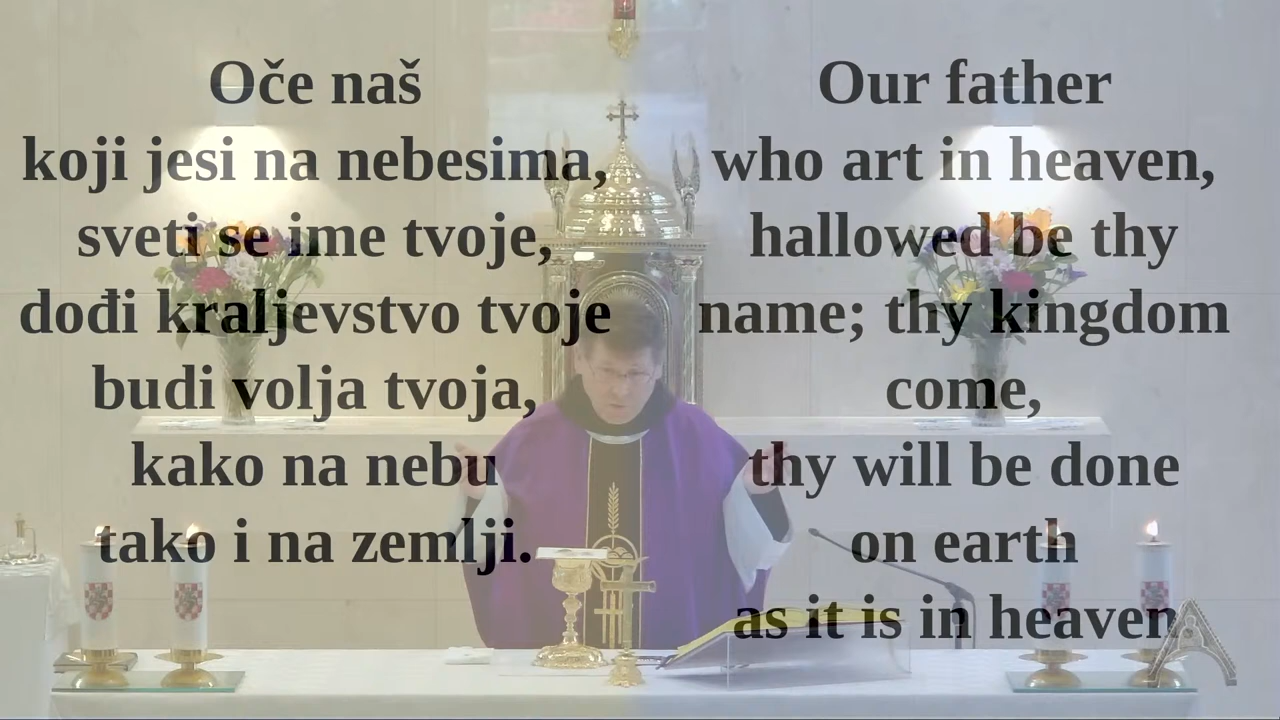 Oče naš
koji jesi na nebesima,
sveti se ime tvoje,
dođi kraljevstvo tvoje
budi volja tvoja,
kako na nebu
tako i na zemlji.
Our father
who art in heaven,
hallowed be thy
name; thy kingdom
come,
thy will be done
on earth
as it is in heaven